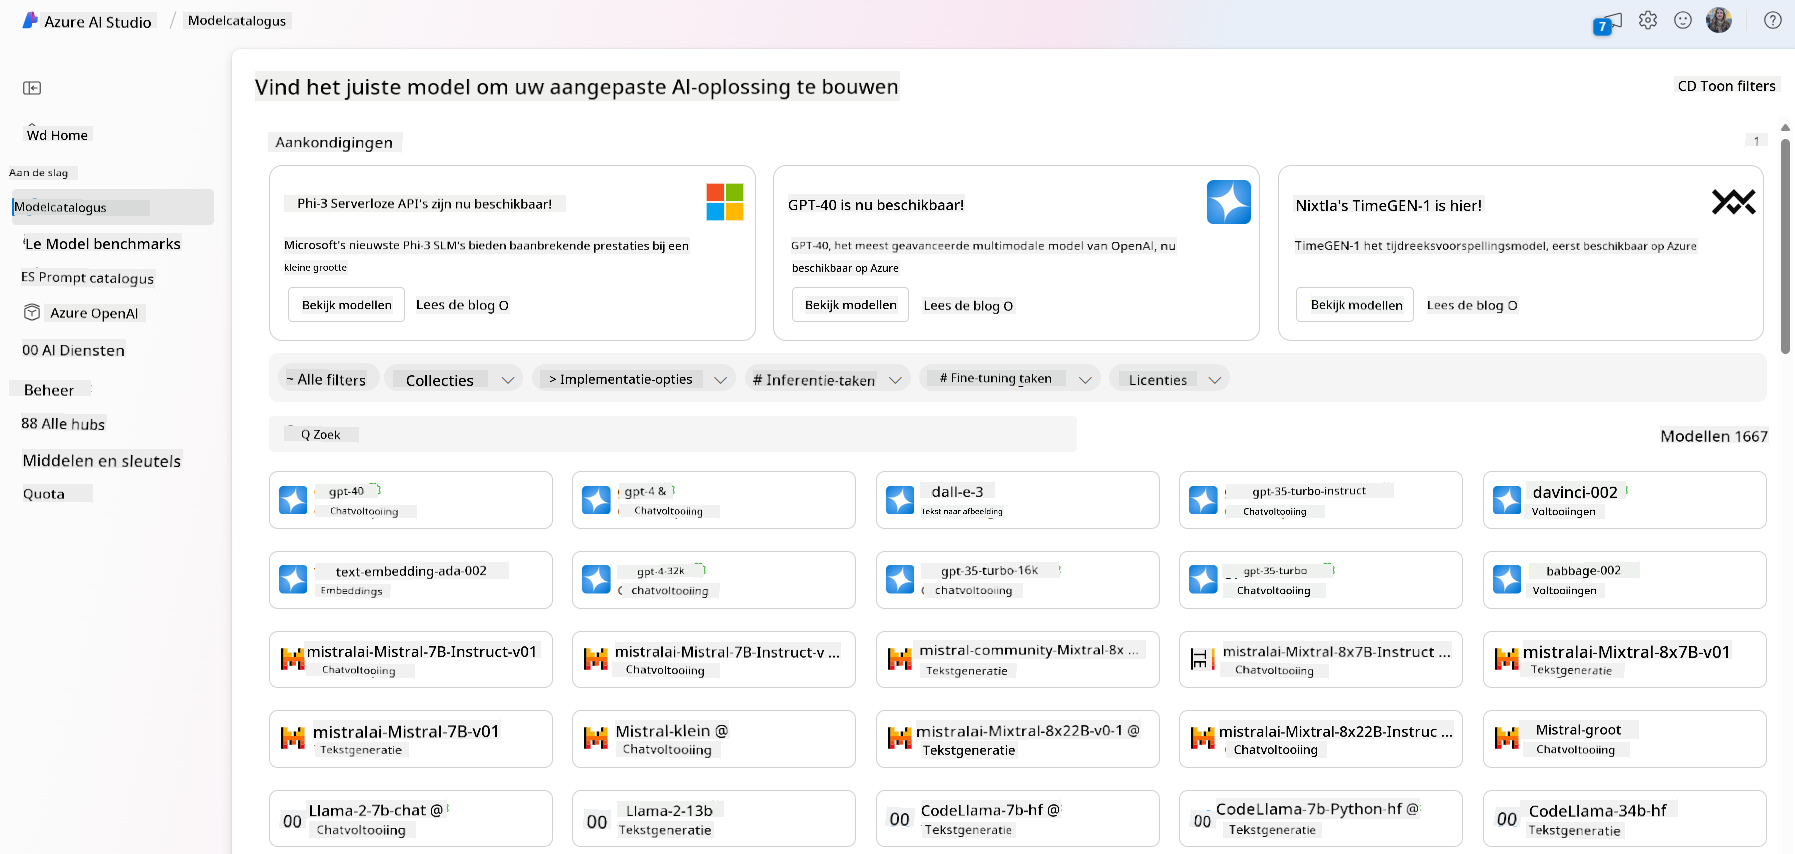 Azure AI Studio / Modelcatalogus
7
Vind het juiste model om uw aangepaste AI-oplossing te bouwen
CD Toon filters
Wd Home
Aan de slag
Modelcatalogus
Le Model benchmarks
ES Prompt catalogus
Azure OpenAI
00 AI Diensten
Beheer
88 Alle hubs
Middelen en sleutels
Quota
Aankondigingen
1
Phi-3 Serverloze API's zijn nu beschikbaar!
Microsoft's nieuwste Phi-3 SLM's bieden baanbrekende prestaties bij een
kleine grootte
Bekijk modellen
Lees de blog O
GPT-40 is nu beschikbaar!
GPT-40, het meest geavanceerde multimodale model van OpenAI, nu
beschikbaar op Azure
Bekijk modellen
Lees de blog O
Nixtla's TimeGEN-1 is hier!
TimeGEN-1 het tijdreeksvoorspellingsmodel, eerst beschikbaar op Azure
Bekijk modellen
Lees de blog O
~ Alle filters
Collecties
> Implementatie-opties
# Inferentie-taken
# Fine-tuning taken
Licenties
Q Zoek
Modellen 1667
gpt-40
Chatvoltooiing
gpt-4 &
Chatvoltooiing
dall-e-3
Tekst naar afbeelding
gpt-35-turbo-instruct
Chatvoltooiing
davinci-002
Voltooiingen
text-embedding-ada-002
Embeddings
gpt-4-32k
Chatvoltooiing
gpt-35-turbo-16k
chatvoltooiing
gpt-35-turbo
Chatvoltooiing
babbage-002
Voltooiingen
mistralai-Mistral-7B-Instruct-v01
Chatvoltooiing
mistralai-Mistral-7B-Instruct-v ...
Chatvoltooiing
mistral-community-Mixtral-8x ...
Tekstgeneratie
mistralai-Mixtral-8x7B-Instruct ...
Chatvoltooiing
mistralai-Mixtral-8x7B-v01
Tekstgeneratie
mistralai-Mistral-7B-v01
Tekstgeneratie
Mistral-klein @
Chatvoltooiing
mistralai-Mixtral-8x22B-v0-1 @
Tekstgeneratie
mistralai-Mixtral-8x22B-Instruc ...
Chatvoltooiing
Mistral-groot
Chatvoltooiing
00 Llama-2-7b-chat @
Chatvoltooiing
00 Llama-2-13b
Tekstgeneratie
00 CodeLlama-7b-hf @
Tekstgeneratie
00 CodeLlama-7b-Python-hf @
Tekstgeneratie
00 CodeLlama-34b-hf
Tekstgeneratie